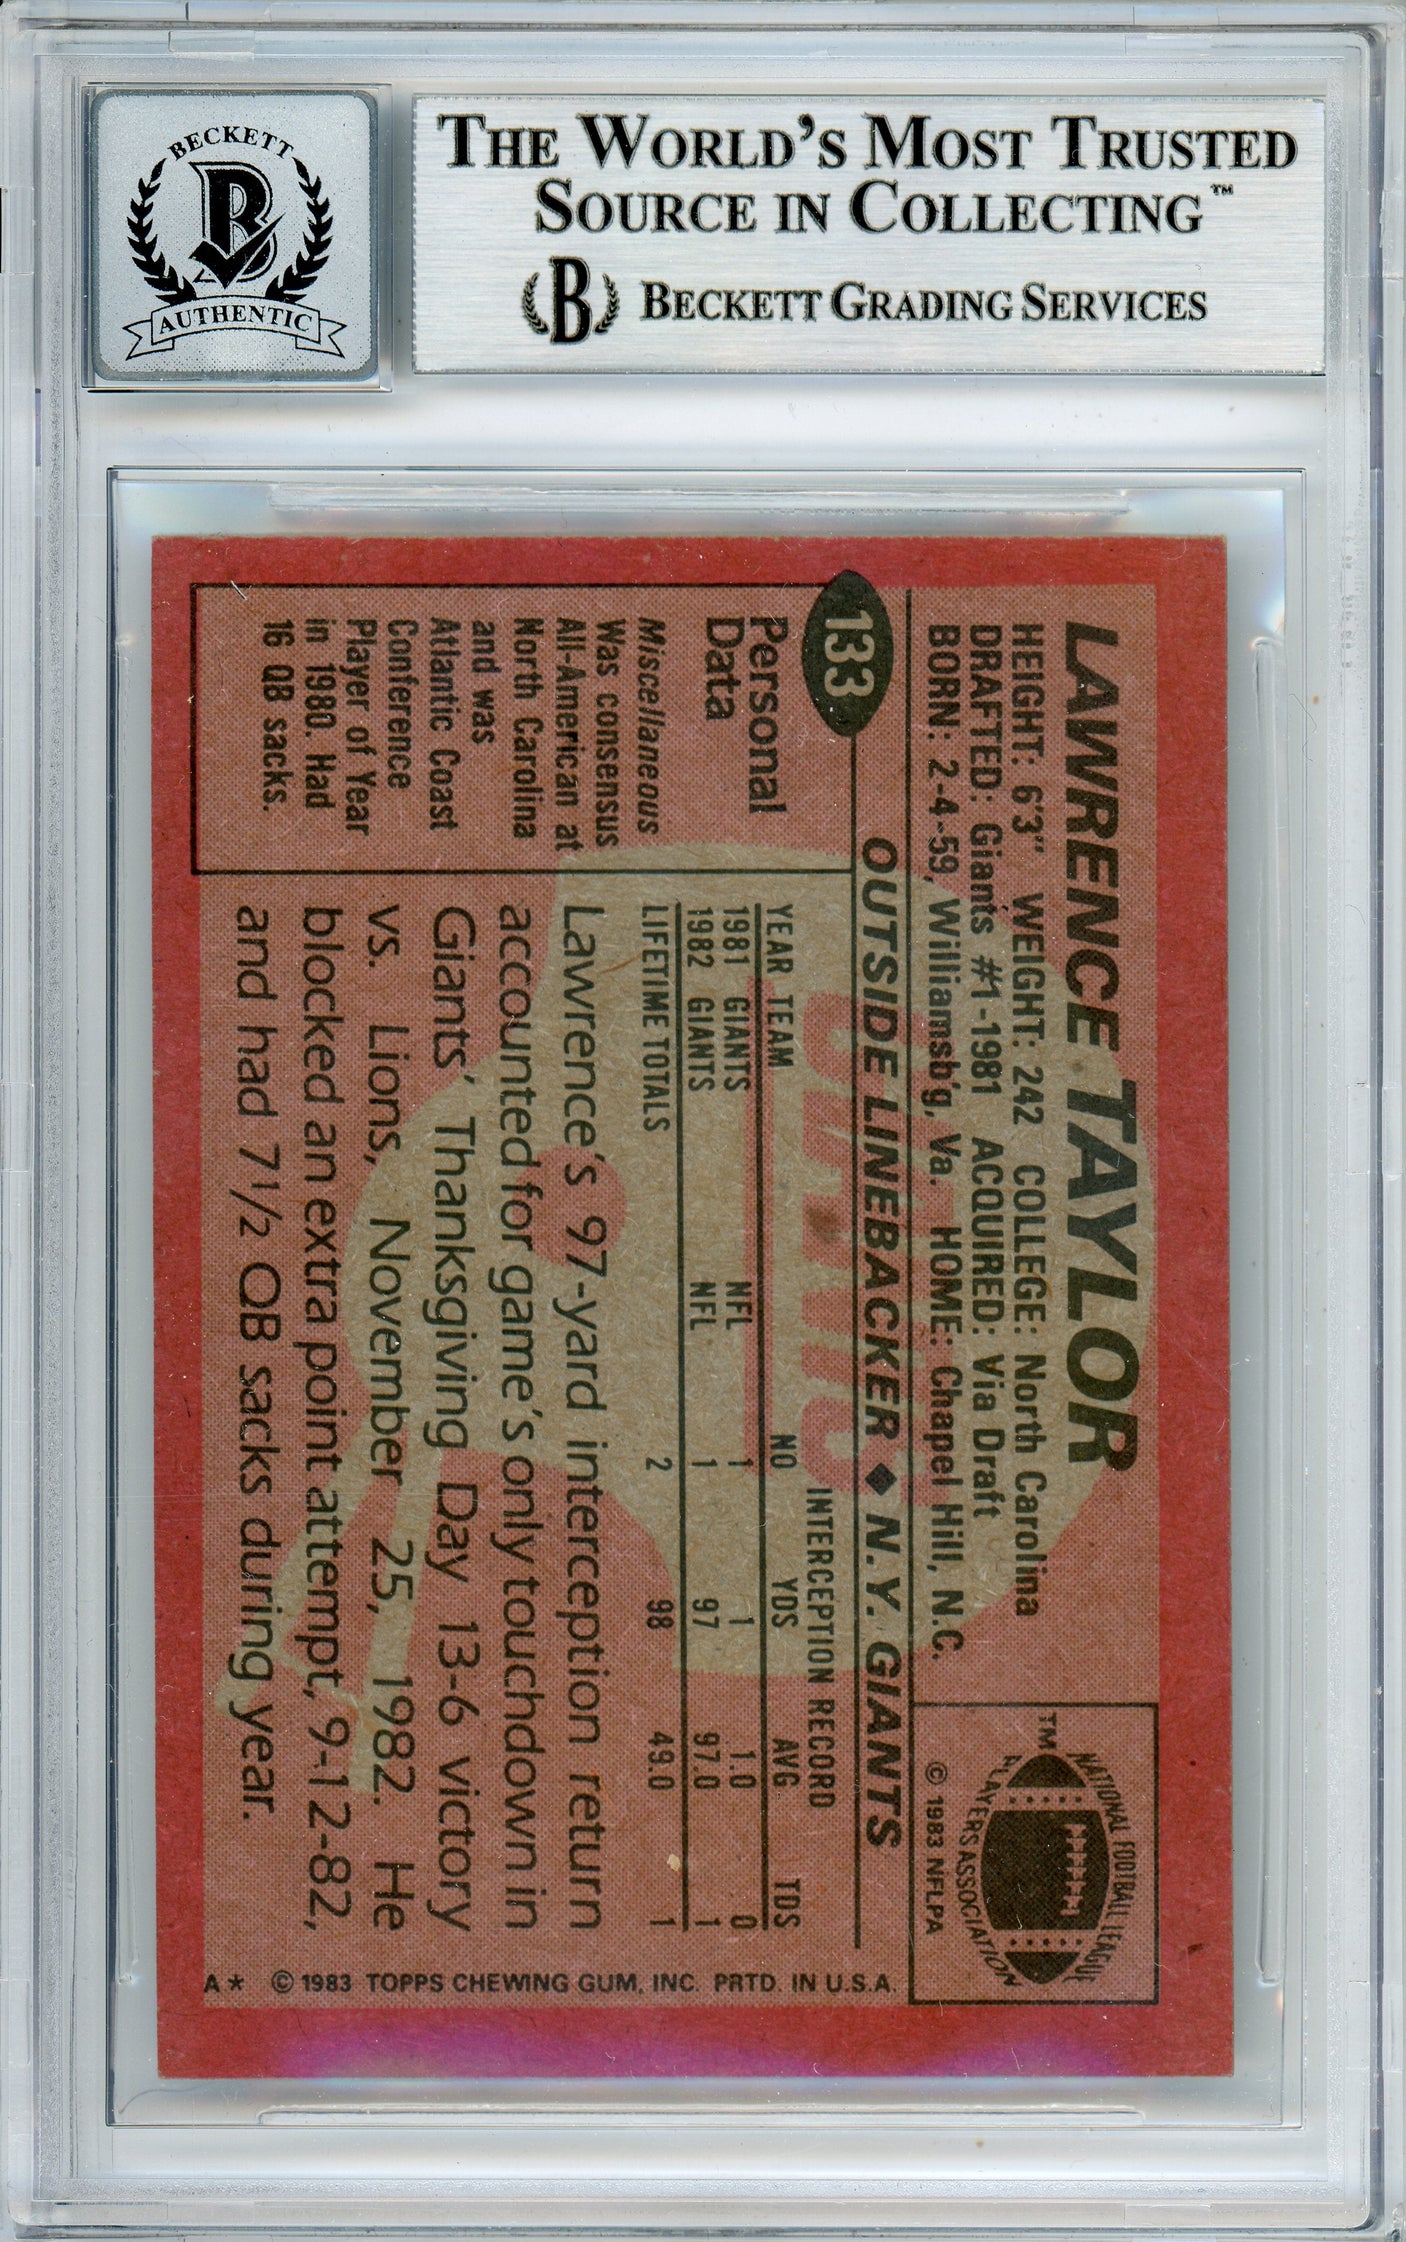 BECKETT
B
AUTHENTIC
THE WORLD'S MOST TRUSTED
SOURCE IN COLLECTING™
B BECKETT GRADING SERVICES
LAWRENCE TAYLOR
HEIGHT: 6'3" WEIGHT: 242 COLLEGE: North Carolina
DRAFTED: Giants #1-1981 ACQUIRED: Via Draft
BORN: 2-4-59, Williamsb'g, Va. HOME: Chapel Hill, N.C.
TM
NATIONAL FOOTBALL LEAGUE
PLAYERS ASSOCIATION
© 1983 NFLPA
133
OUTSIDE LINEBACKER ◆ N.Y. GIANTS
Personal
Data
Miscellaneous
Was consensus
All-American at
North Carolina
and was
Atlantic Coast
Conference
Player of Year
in 1980. Had
16 QB sacks.
GIANTS
INTERCEPTION RECORD
YEAR TEAM NO YDS AVG TDS
1981 GIANTS NFL 1 1 1.0 0
1982 GIANTS NFL 1 97 97.0 1
LIFETIME TOTALS 2 98 49.0 1
Lawrence's 97-yard interception return
accounted for game's only touchdown in
Giants' Thanksgiving Day 13-6 victory
vs. Lions, November 25, 1982. He
blocked an extra point attempt, 9-12-82,
and had 7½ QB sacks during year.
A* © 1983 TOPPS CHEWING GUM, INC. PRTD. IN U.S.A.